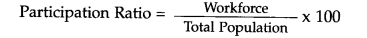 Participation Ratio = Workforce / Total Population x 100